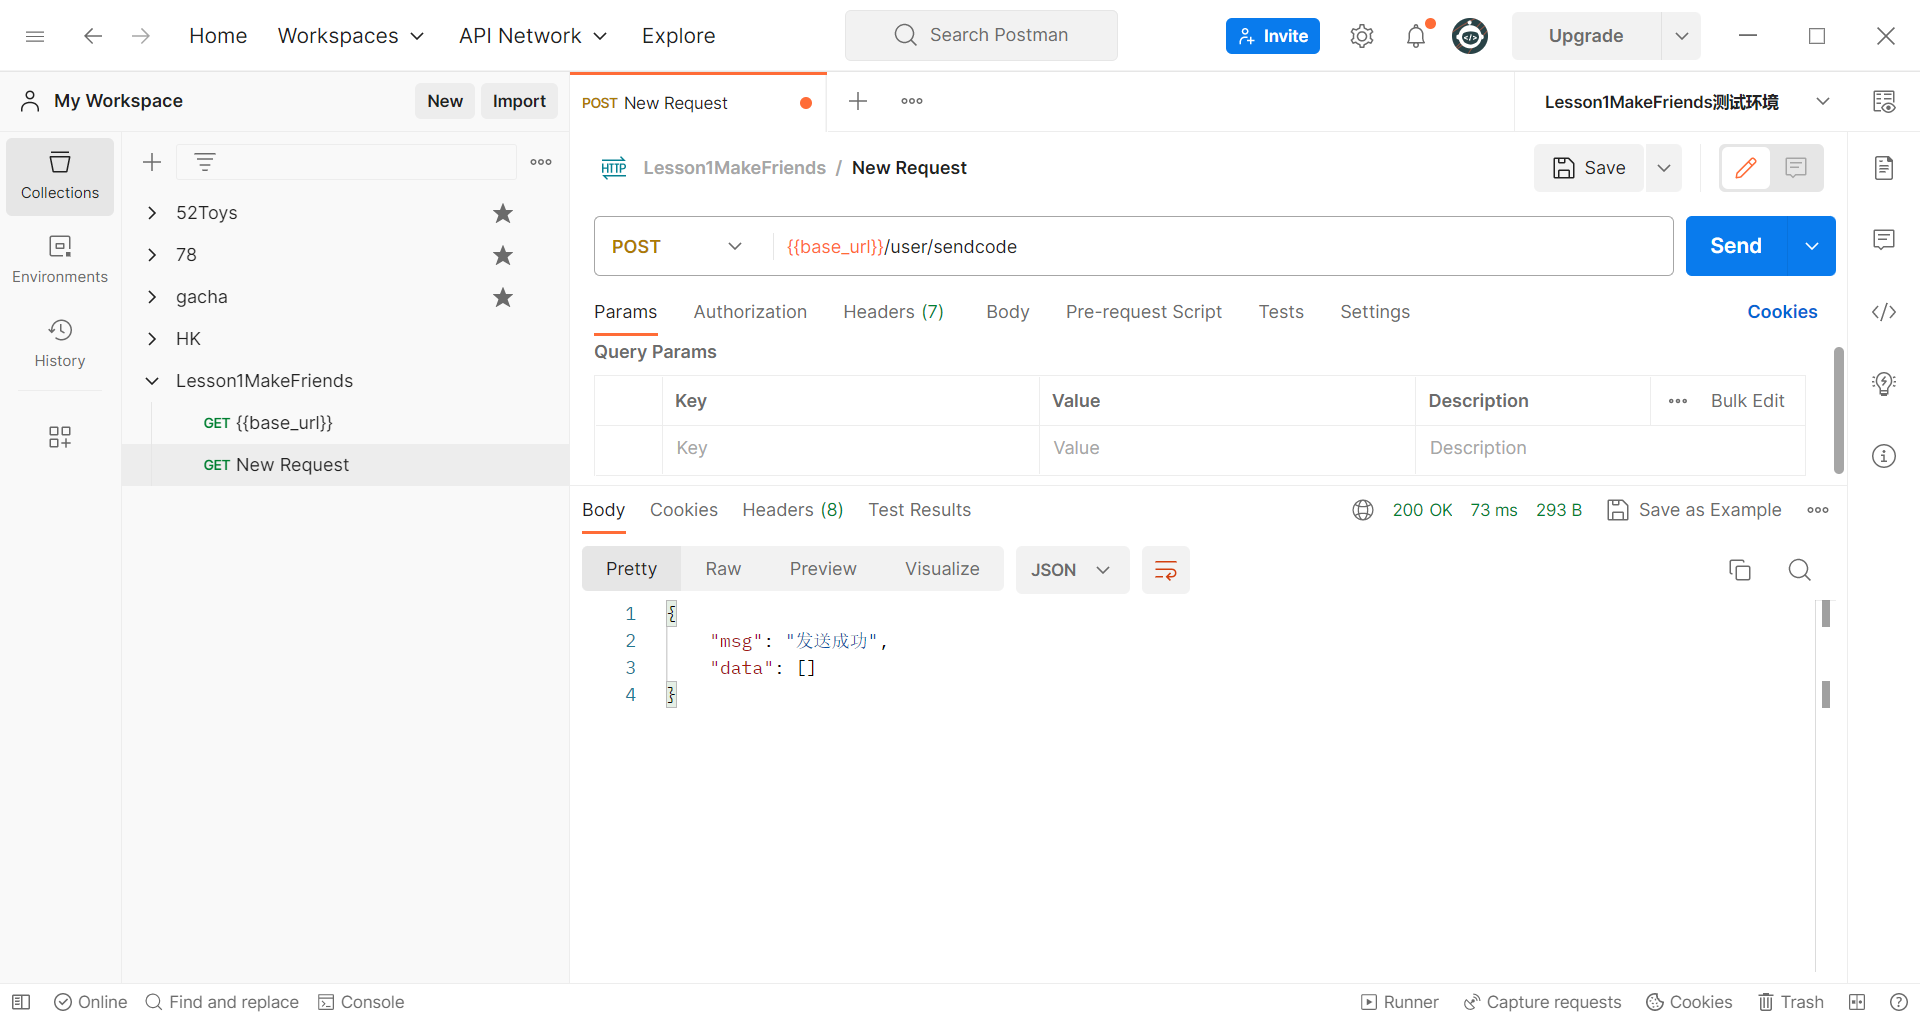 Home Workspaces API Network Explore Search Postman Invite Upgrade
My Workspace New Import POST New Request Lesson1MakeFriends测试环境
Lesson1MakeFriends / New Request Save
Collections
52Toys
POST {{base_url}}/user/sendcode Send
78
Environments
gacha
Params Authorization Headers (7) Body Pre-request Script Tests Settings Cookies
HK
Query Params
History
Lesson1MakeFriends
Key Value Description Bulk Edit
GET {{base_url}}
Key Value Description
GET New Request
Body Cookies Headers (8) Test Results 200 OK 73 ms 293 B Save as Example
Pretty Raw Preview Visualize JSON
1 {
2 "msg": "发送成功",
3 "data": []
4 }
Online Find and replace Console Runner Capture requests Cookies Trash